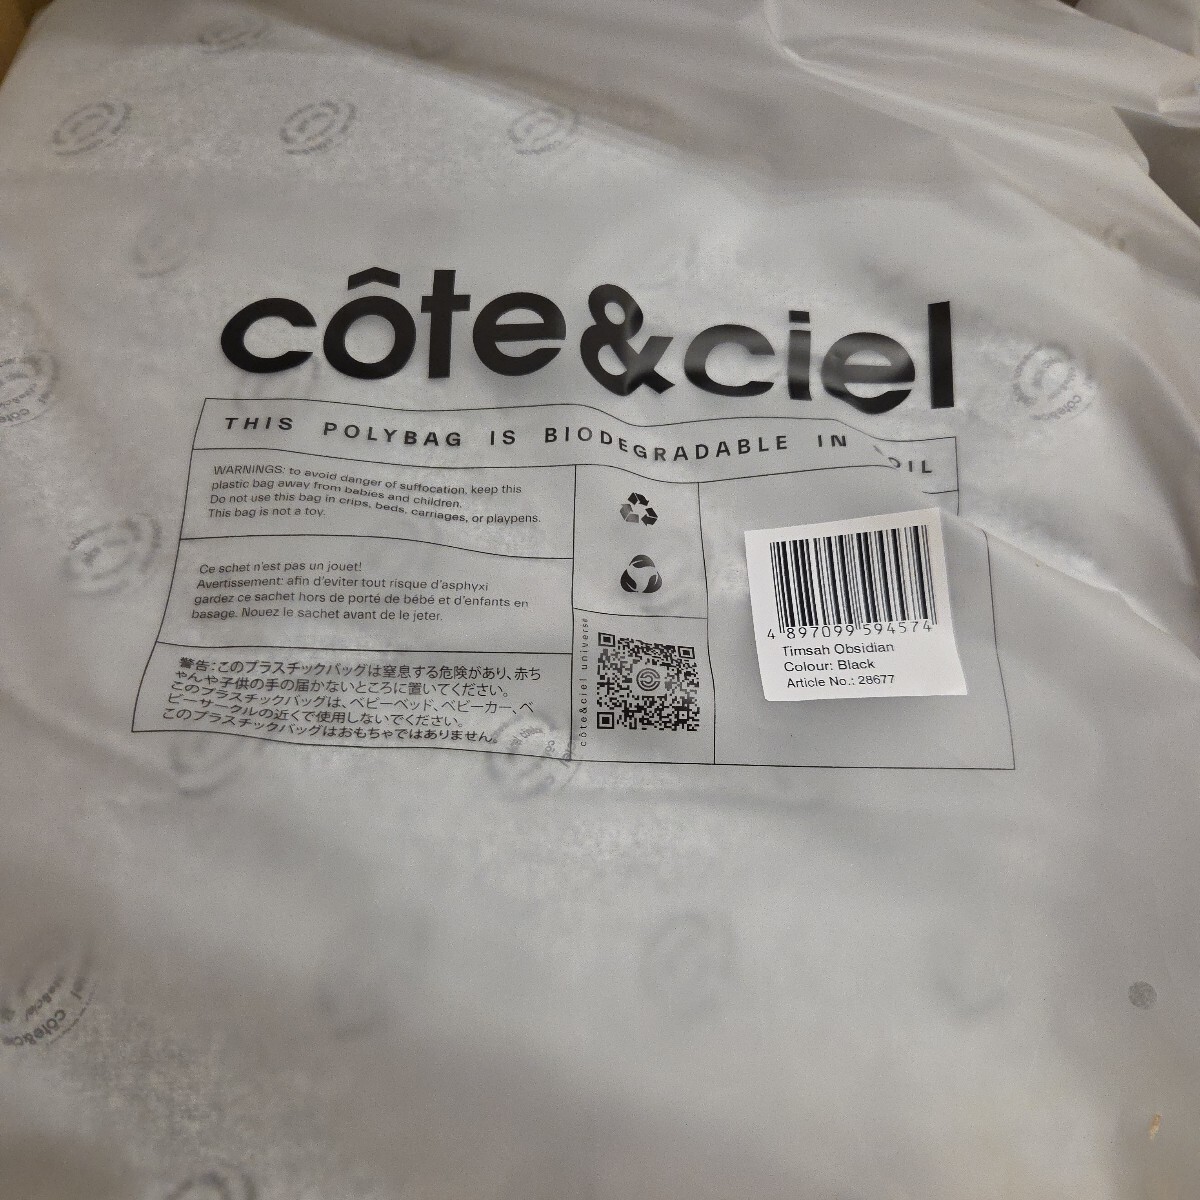 côte&ciel
THIS POLYBAG IS BIODEGRADABLE IN OIL
WARNINGS: to avoid danger of suffocation, keep this
plastic bag away from babies and children.
Do not use this bag in crips, beds, carriages, or playpens.
This bag is not a toy.
Ce schet n'est pas un jouet!
Avertissement: afin d'eviter tout risque d'asphyxi
gardez ce sachet hors de porté de bébé et d'enfants en
basage. Nouez le sachet avant de le jeter.
警告：このプラスチックバッグは窒息する危険があり、赤ち
ゃんや子供の手の届かないところに置いてください。
このプラスチックバッグは、ベビーベッド、ベビーカー、ベ
ビーサークルの近くで使用しないでください。
このプラスチックバッグはおもちゃではありません。
côte&ciel universe
4 897099 594574
Timsah Obsidian
Colour: Black
Article No.: 28677